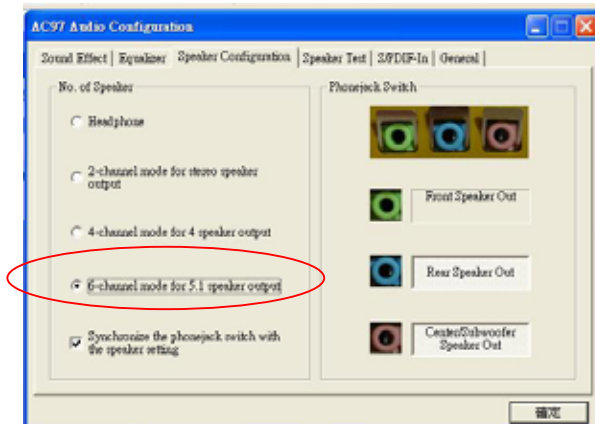 AC97 Audio Configuration
Sound Effect
Equalizer
Speaker Configuration
Speaker Test
S/PDIF-In
General
No. of Speaker
Headphone
2-channel mode for stereo speaker
output
4-channel mode for 4 speaker output
6-channel mode for 5.1 speaker output
Synchronize the phonejack switch with
the speaker setting
Phonejack Switch
Front Speaker Out
Rear Speaker Out
Center/Subwoofer
Speaker Out
確定